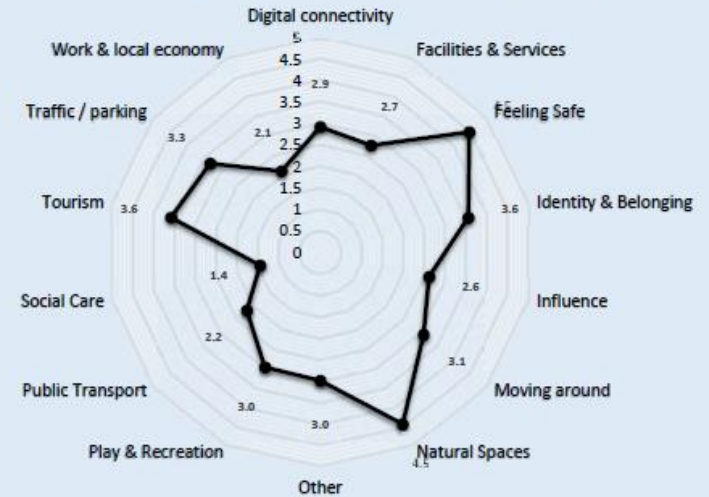 Digital connectivity
Work & local economy
Facilities & Services
Traffic / parking
Feeling Safe
Tourism
Identity & Belonging
Social Care
Influence
Public Transport
Moving around
Play & Recreation
Natural Spaces
Other
5
4.5
4
3.5
3
2.5
2
1.5
1
0.5
0
2.9
2.7
3.6
2.6
3.1
4.5
3.0
3.0
2.2
1.4
3.6
3.3
2.1